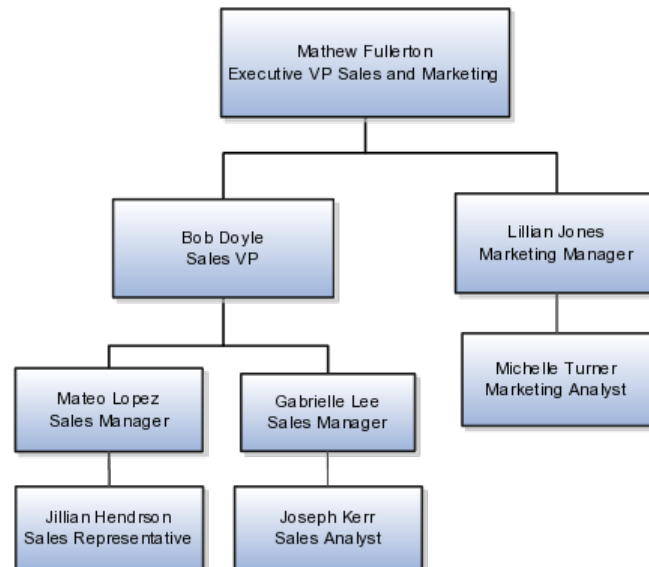 Mathew Fullerton
Executive VP Sales and Marketing
Bob Doyle
Sales VP
Lillian Jones
Marketing Manager
Michelle Turner
Marketing Analyst
Mateo Lopez
Sales Manager
Gabrielle Lee
Sales Manager
Jillian Hendrson
Sales Representative
Joseph Kerr
Sales Analyst